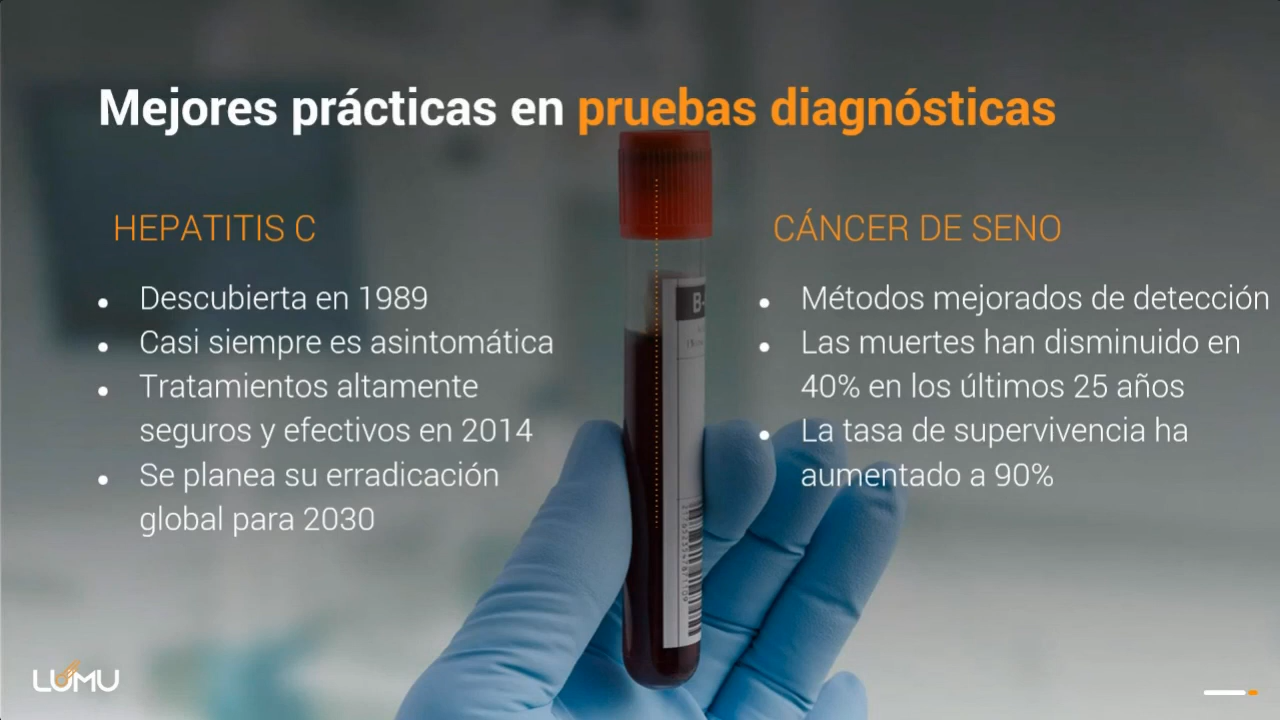 Mejores prácticas en pruebas diagnósticas
HEPATITIS C
• Descubierta en 1989
• Casi siempre es asintomática
• Tratamientos altamente
seguros y efectivos en 2014
• Se planea su erradicación
global para 2030
CÁNCER DE SENO
• Métodos mejorados de detección
• Las muertes han disminuido en
40% en los últimos 25 años
• La tasa de supervivencia ha
aumentado a 90%
B-
LUMU